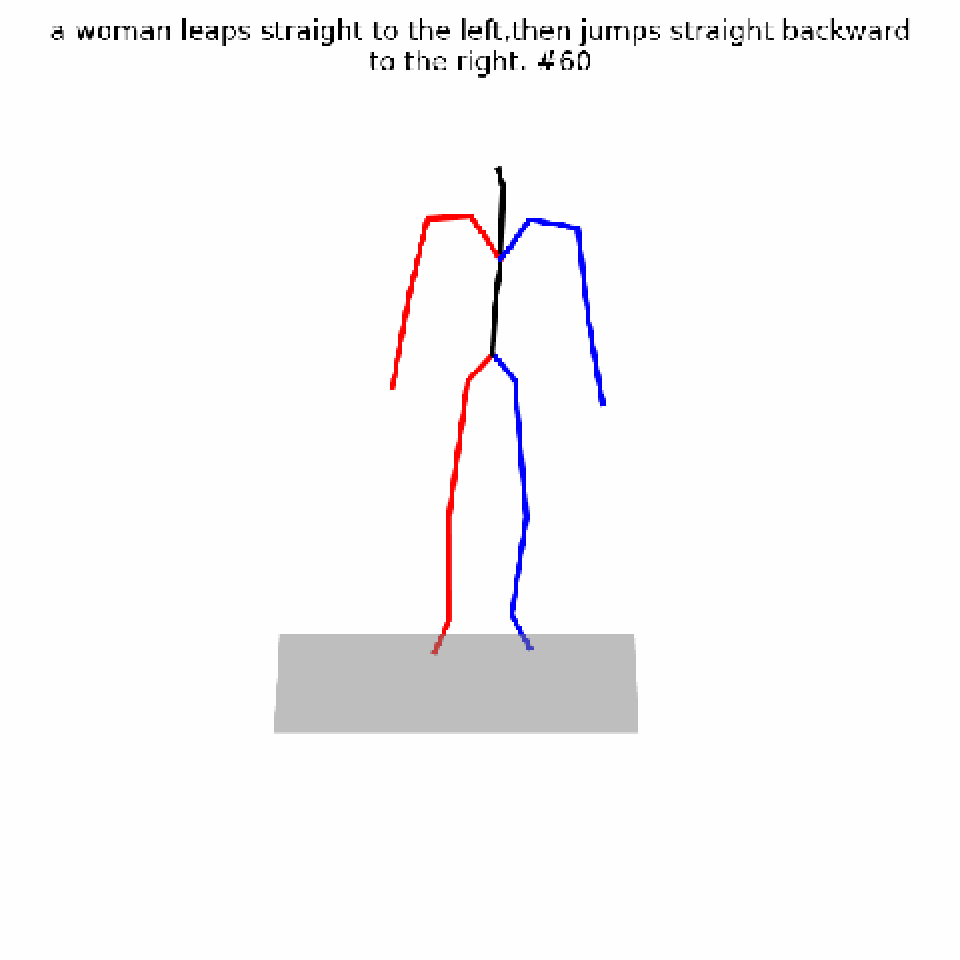 a woman leaps straight to the left,then jumps straight backward
to the right. #60